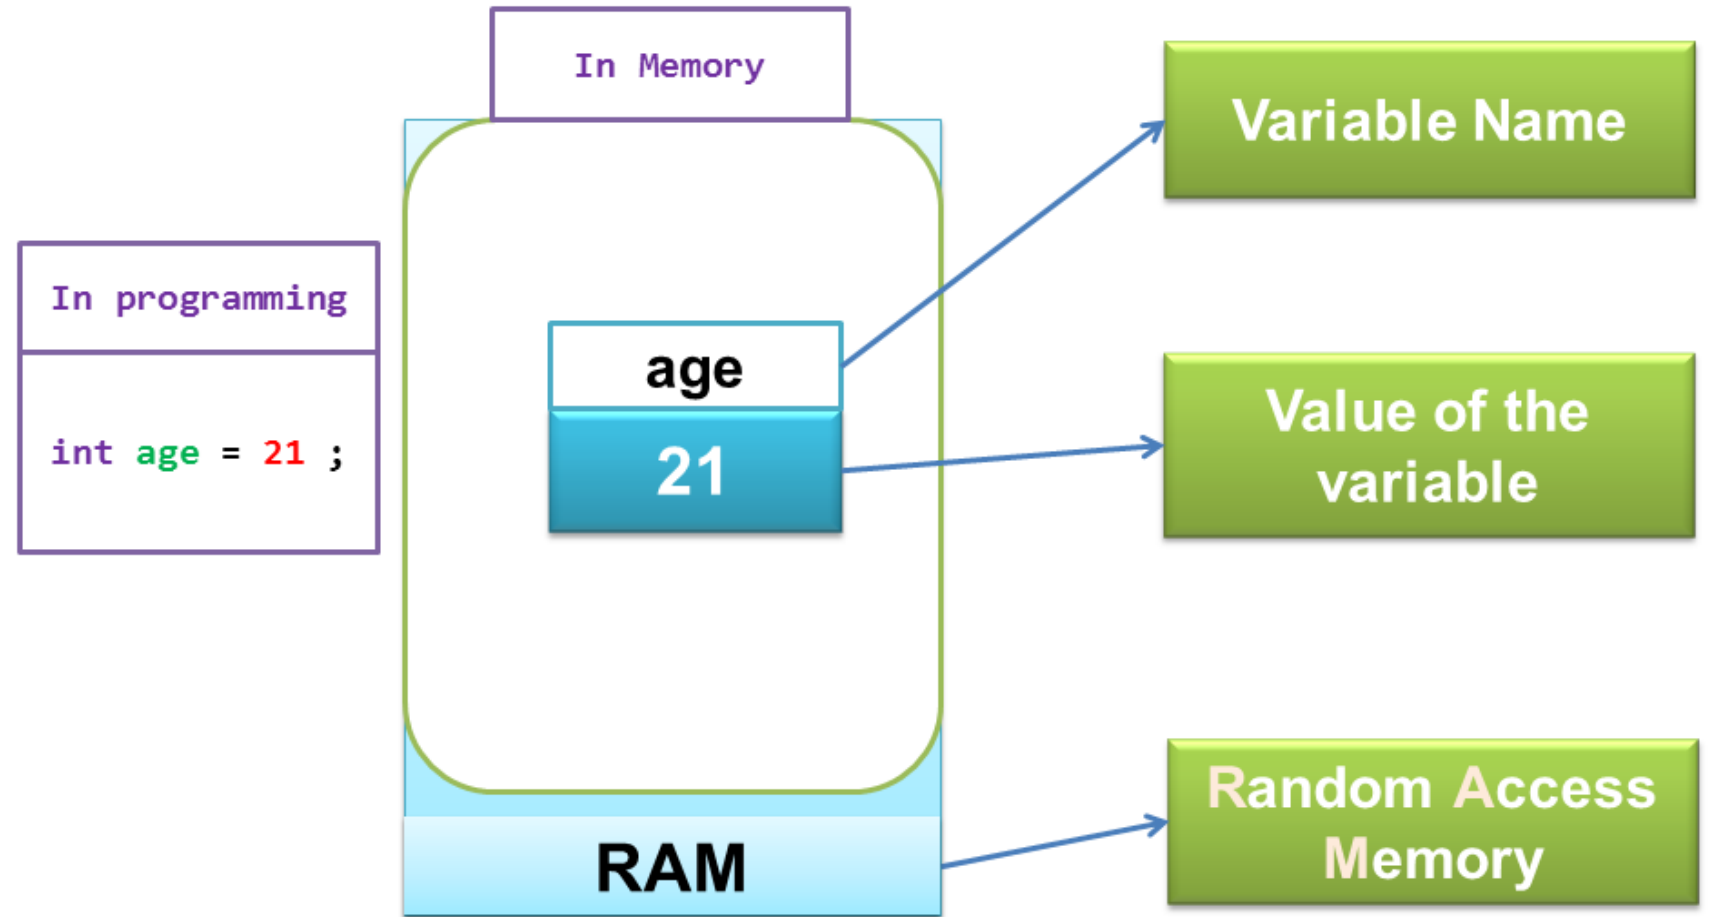 In Memory
Variable Name
In programming
int age = 21 ;
age
21
Value of the
variable
RAM
Random Access
Memory